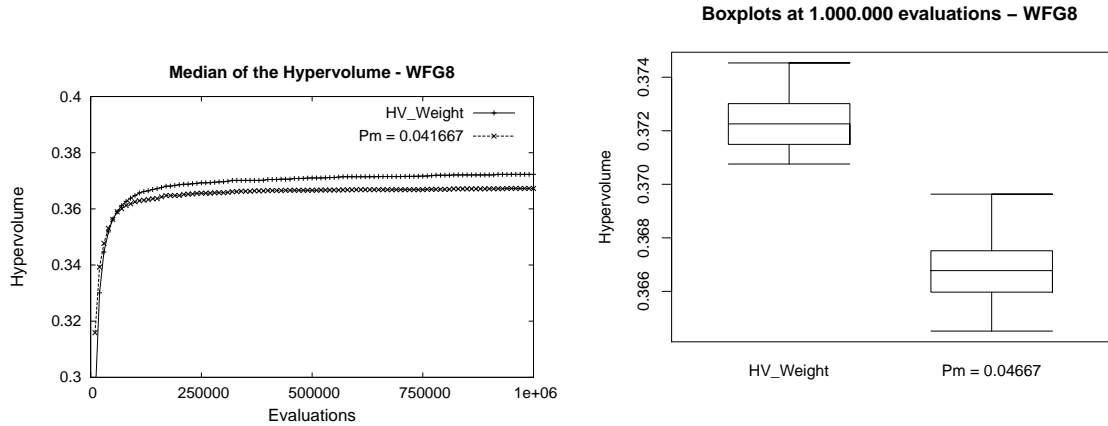 Median of the Hypervolume - WFG8
Hypervolume
0.4
0.38
0.36
0.34
0.32
0.3
HV_Weight
Pm = 0.041667
0
250000
500000
750000
1e+06
Evaluations
Boxplots at 1.000.000 evaluations – WFG8
Hypervolume
0.374
0.372
0.370
0.368
0.366
HV_Weight
Pm = 0.04667